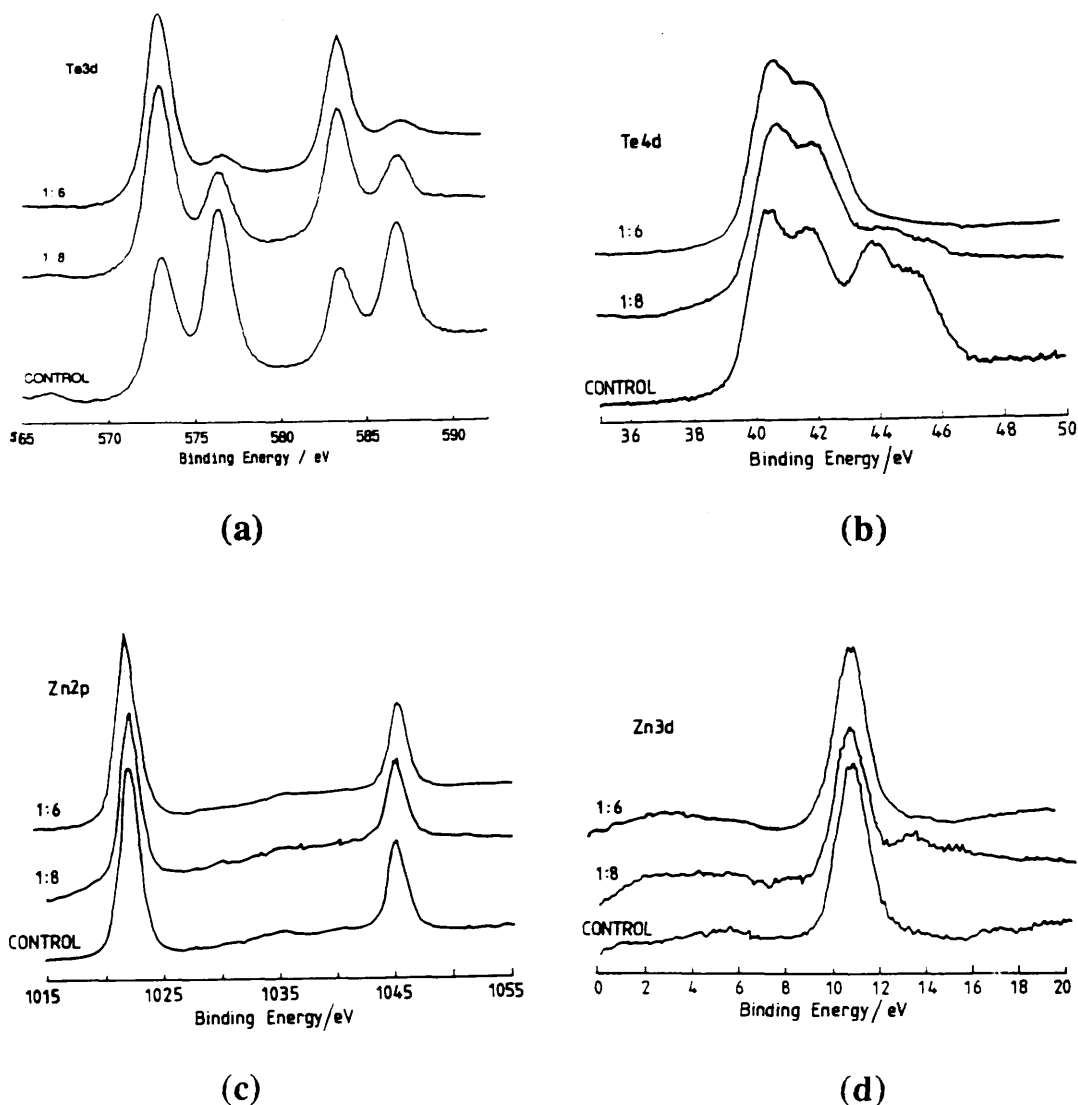 Te3d
1:6
1:8
CONTROL
565 570 575 580 585 590
Binding Energy / eV
(a)
Te4d
1:6
1:8
CONTROL
36 38 40 42 44 46 48 50
Binding Energy/eV
(b)
Zn2p
1:6
1:8
CONTROL
1015 1025 1035 1045 1055
Binding Energy/eV
(c)
Zn3d
1:6
1:8
CONTROL
0 2 4 6 8 10 12 14 16 18 20
Binding Energy/eV
(d)